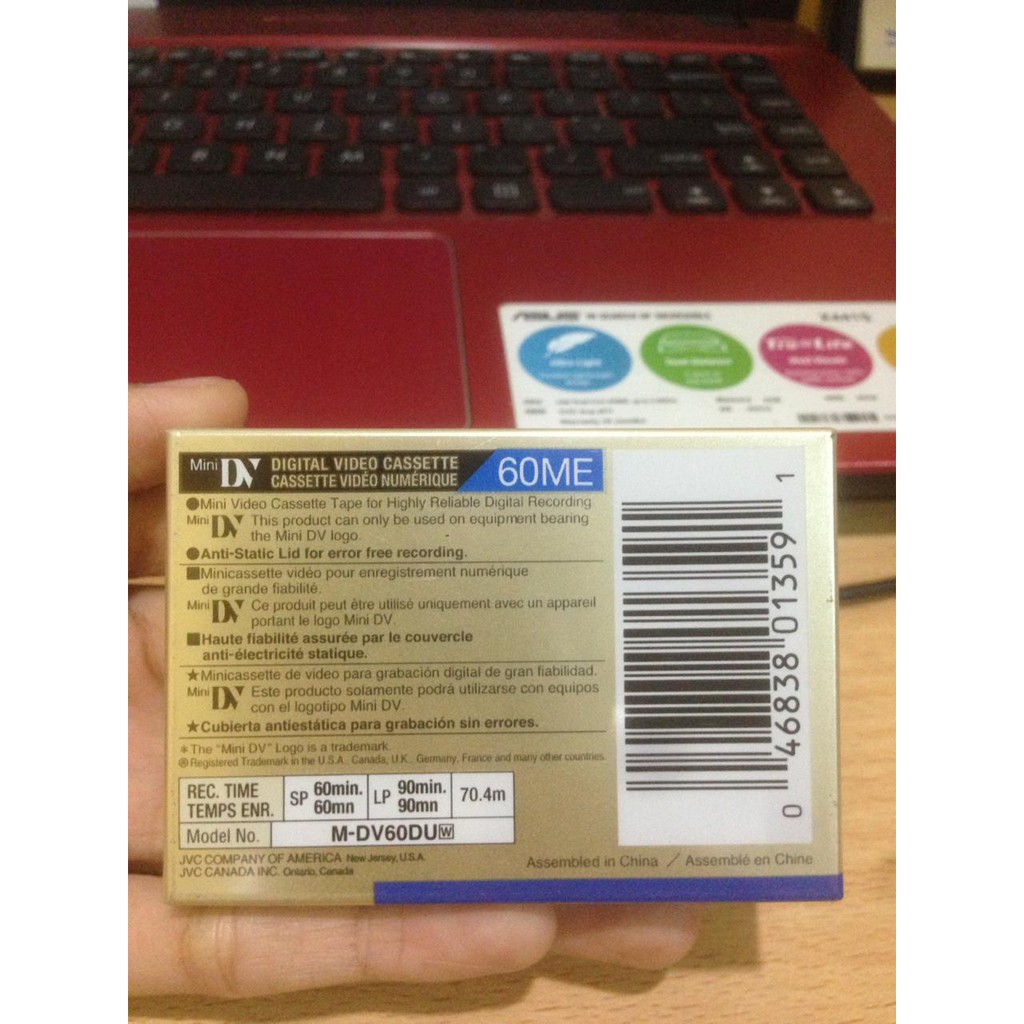 ASUS IN SEARCH OF INCREDIBLE
Mini DV DIGITAL VIDEO CASSETTE
CASSETTE VIDÉO NUMÉRIQUE
60ME
●Mini Video Cassette Tape for Highly Reliable Digital Recording
Mini DV This product can only be used on equipment bearing
the Mini DV logo.
●Anti-Static Lid for error free recording.
■Minicassette vidéo pour enregistrement numérique
de grande fiabilité.
Mini DV Ce produit peut être utilisé uniquement avec un appareil
portant le logo Mini DV.
■Haute fiabilité assurée par le couvercle
anti-électricité statique.
★Minicassette de video para grabación digital de gran fiabilidad.
Mini DV Este producto solamente podrá utilizarse con equipos
con el logotipo Mini DV.
★Cubierta antiestática para grabación sin errores.
*The "Mini DV" Logo is a trademark.
®Registered Trademark in the U.S.A., Canada, U.K., Germany, France and many other countries.
REC. TIME
TEMPS ENR.
SP 60min.
60mn
LP 90min.
90mn
70.4m
Model No. M-DV60DU W
JVC COMPANY OF AMERICA New Jersey, U.S.A.
JVC CANADA INC. Ontario, Canada
Assembled in China / Assemblé en Chine
0 46838 01359 1